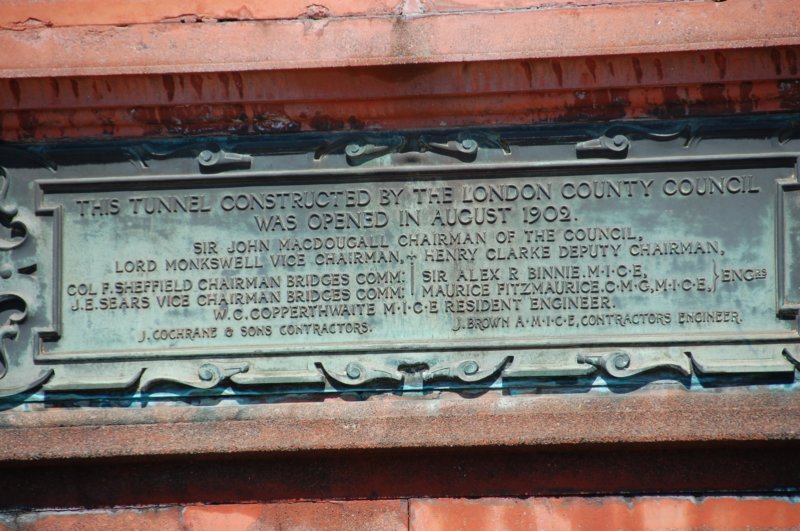 THIS TUNNEL CONSTRUCTED BY THE LONDON COUNTY COUNCIL
WAS OPENED IN AUGUST 1902.
SIR JOHN MACDOUGALL CHAIRMAN OF THE COUNCIL,
LORD MONKSWELL VICE CHAIRMAN, HENRY CLARKE DEPUTY CHAIRMAN,
COL F. SHEFFIELD CHAIRMAN BRIDGES COMM: SIR ALEX R BINNIE. M·I·C·E,
J.E. SEARS VICE CHAIRMAN BRIDGES COMM: MAURICE FITZMAURICE. C·M·G, M·I·C·E, } ENGRS
W. C. COPPERTHWAITE M·I·C·E RESIDENT ENGINEER.
J. COCHRANE & SONS CONTRACTORS. J. BROWN A·M·I·C·E, CONTRACTORS ENGINEER.